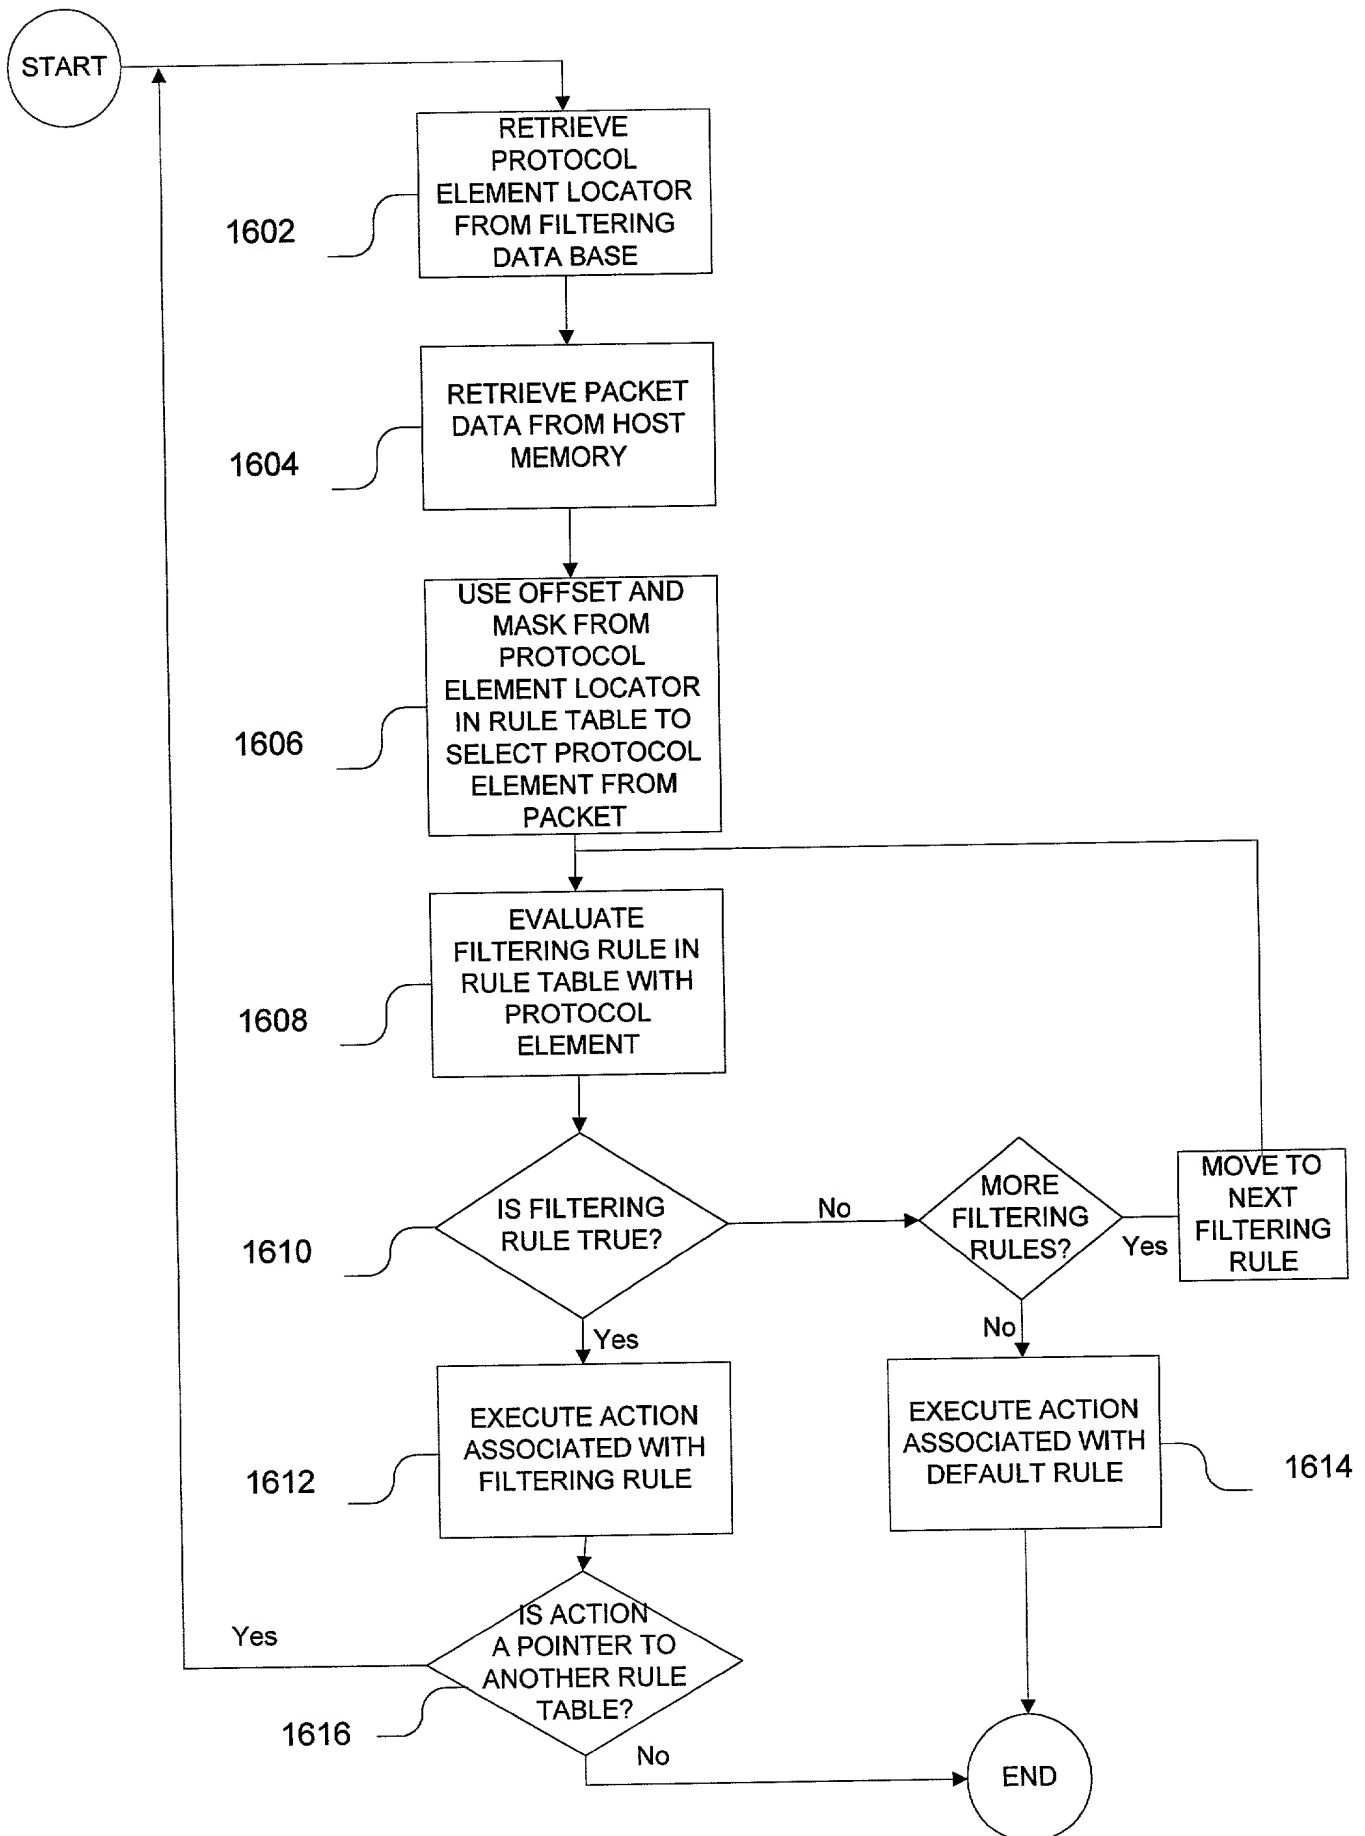 START
RETRIEVE
PROTOCOL
ELEMENT LOCATOR
FROM FILTERING
DATA BASE
1602
RETRIEVE PACKET
DATA FROM HOST
MEMORY
1604
USE OFFSET AND
MASK FROM
PROTOCOL
ELEMENT LOCATOR
IN RULE TABLE TO
SELECT PROTOCOL
ELEMENT FROM
PACKET
1606
EVALUATE
FILTERING RULE IN
RULE TABLE WITH
PROTOCOL
ELEMENT
1608
IS FILTERING
RULE TRUE?
1610
No
MORE
FILTERING
RULES?
Yes
MOVE TO
NEXT
FILTERING
RULE
Yes
No
EXECUTE ACTION
ASSOCIATED WITH
FILTERING RULE
1612
EXECUTE ACTION
ASSOCIATED WITH
DEFAULT RULE
1614
IS ACTION
A POINTER TO
ANOTHER RULE
TABLE?
Yes
1616
No
END